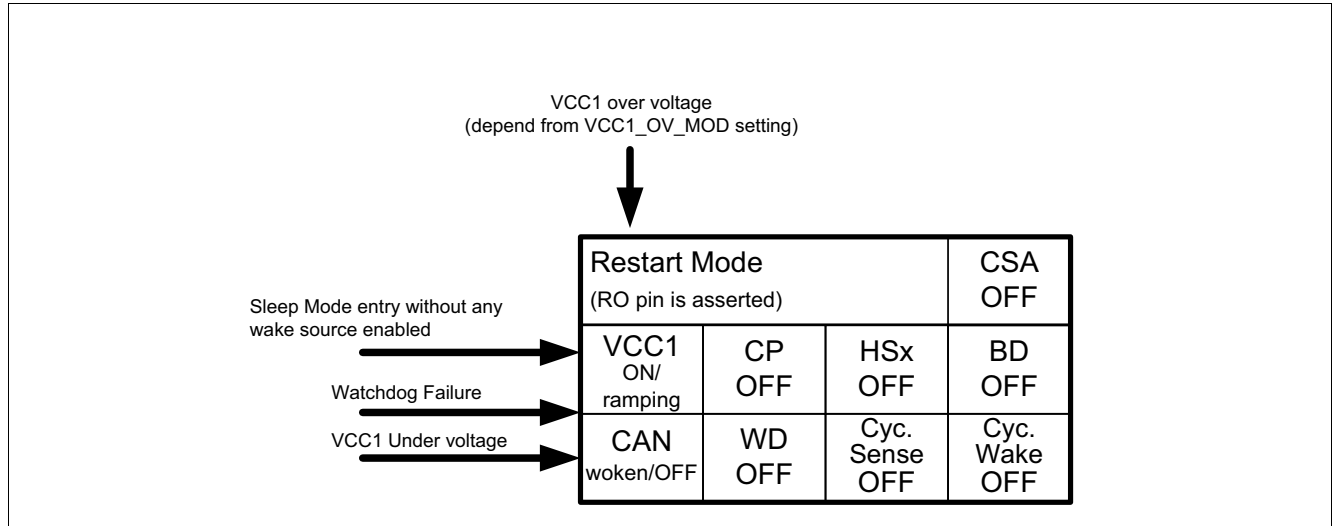 VCC1 over voltage
(depend from VCC1_OV_MOD setting)
Restart Mode
(RO pin is asserted)
CSA
OFF
Sleep Mode entry without any
wake source enabled
Watchdog Failure
VCC1 Under voltage
VCC1
ON/
ramping
CP
OFF
HSx
OFF
BD
OFF
CAN
woken/OFF
WD
OFF
Cyc.
Sense
OFF
Cyc.
Wake
OFF